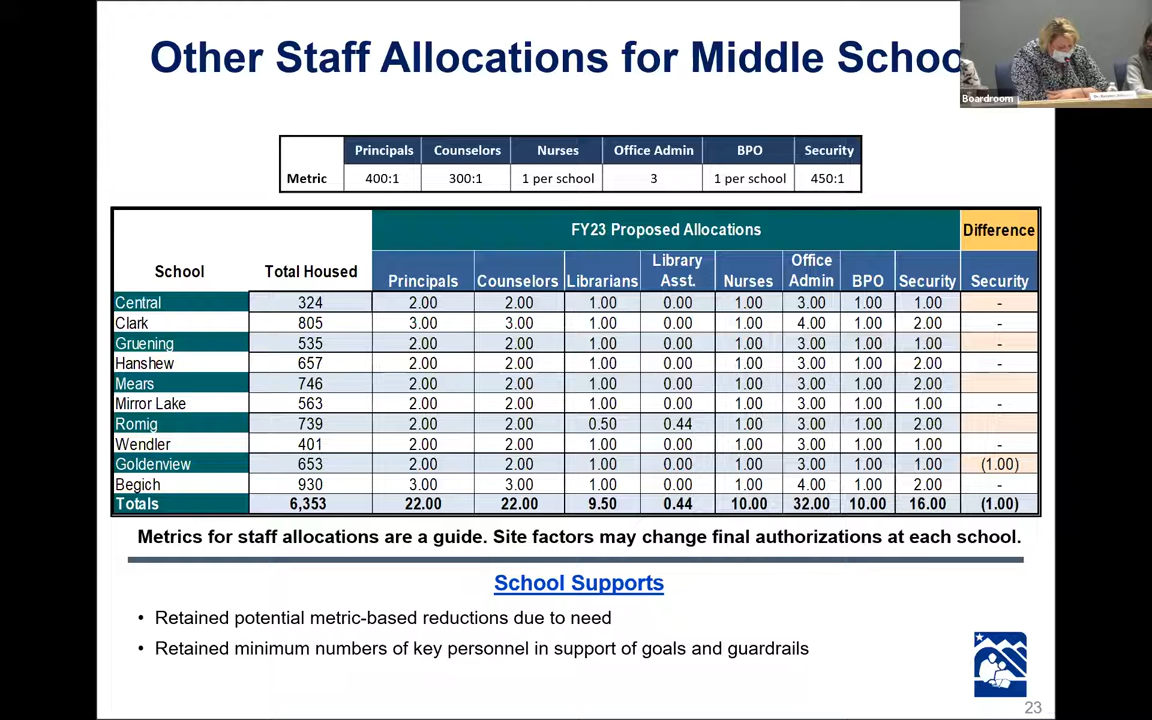 Other Staff Allocations for Middle Schoo
Boardroom
Principals Counselors Nurses Office Admin BPO Security
Metric 400:1 300:1 1 per school 3 1 per school 450:1
FY23 Proposed Allocations Difference
School Total Housed Principals Counselors Librarians Library Asst. Nurses Office Admin BPO Security Security
Central 324 2.00 2.00 1.00 0.00 1.00 3.00 1.00 1.00 -
Clark 805 3.00 3.00 1.00 0.00 1.00 4.00 1.00 2.00 -
Gruening 535 2.00 2.00 1.00 0.00 1.00 3.00 1.00 1.00 -
Hanshew 657 2.00 2.00 1.00 0.00 1.00 3.00 1.00 2.00 -
Mears 746 2.00 2.00 1.00 0.00 1.00 3.00 1.00 2.00
Mirror Lake 563 2.00 2.00 1.00 0.00 1.00 3.00 1.00 1.00 -
Romig 739 2.00 2.00 0.50 0.44 1.00 3.00 1.00 2.00
Wendler 401 2.00 2.00 1.00 0.00 1.00 3.00 1.00 1.00 -
Goldenview 653 2.00 2.00 1.00 0.00 1.00 3.00 1.00 1.00 (1.00)
Begich 930 3.00 3.00 1.00 0.00 1.00 4.00 1.00 2.00 -
Totals 6,353 22.00 22.00 9.50 0.44 10.00 32.00 10.00 16.00 (1.00)
Metrics for staff allocations are a guide. Site factors may change final authorizations at each school.
School Supports
• Retained potential metric-based reductions due to need
• Retained minimum numbers of key personnel in support of goals and guardrails
23